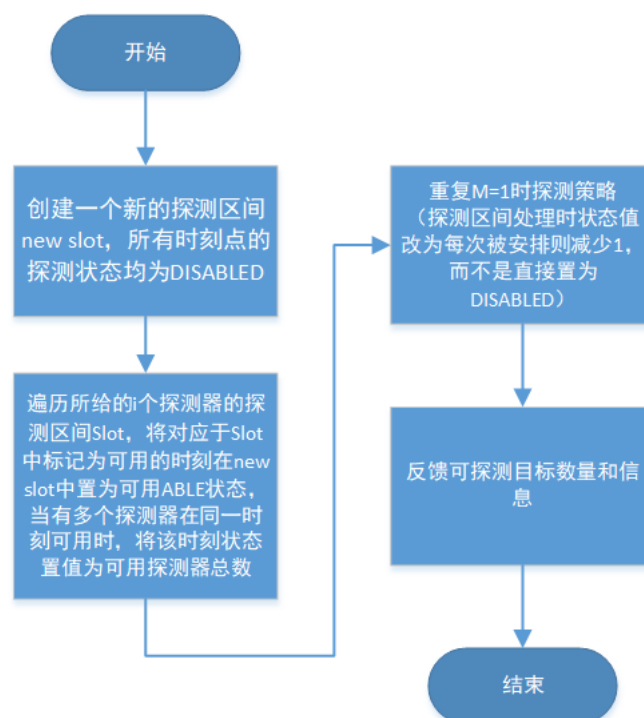 开始
创建一个新的探测区间
new slot，所有时刻点的
探测状态均为DISABLED
遍历所给的i个探测器的探
测区间Slot，将对应于Slot
中标记为可用的时刻在new
slot中置为可用ABLE状态，
当有多个探测器在同一时
刻可用时，将该时刻状态
置值为可用探测器总数
重复M=1时探测策略
（探测区间处理时状态值
改为每次被安排则减少1，
而不是直接置为
DISABLED）
反馈可探测目标数量和信
息
结束